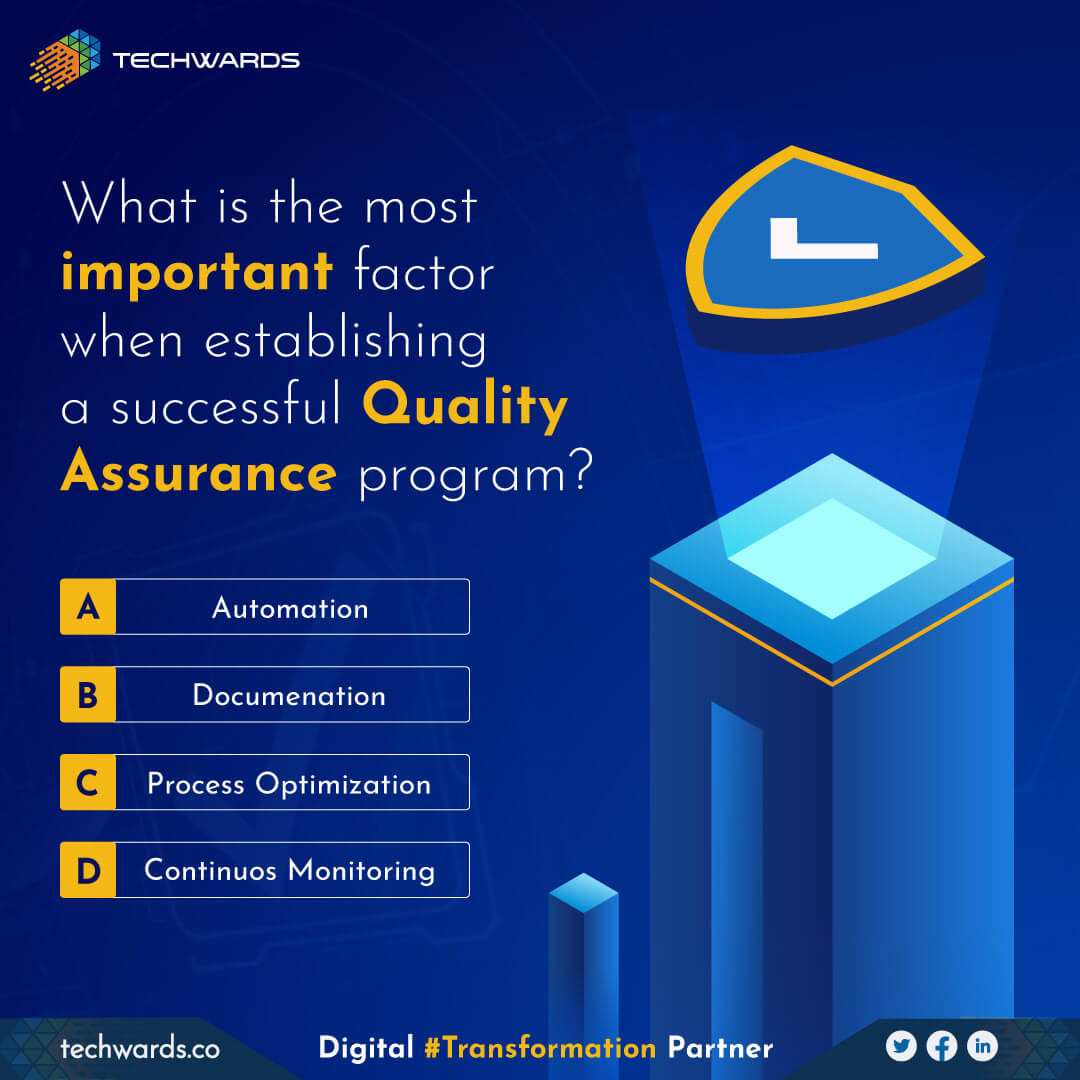 TECHWARDS
What is the most
important factor
when establishing
a successful Quality
Assurance program?
A Automation
B Documenation
C Process Optimization
D Continuos Monitoring
techwards.co
Digital #Transformation Partner